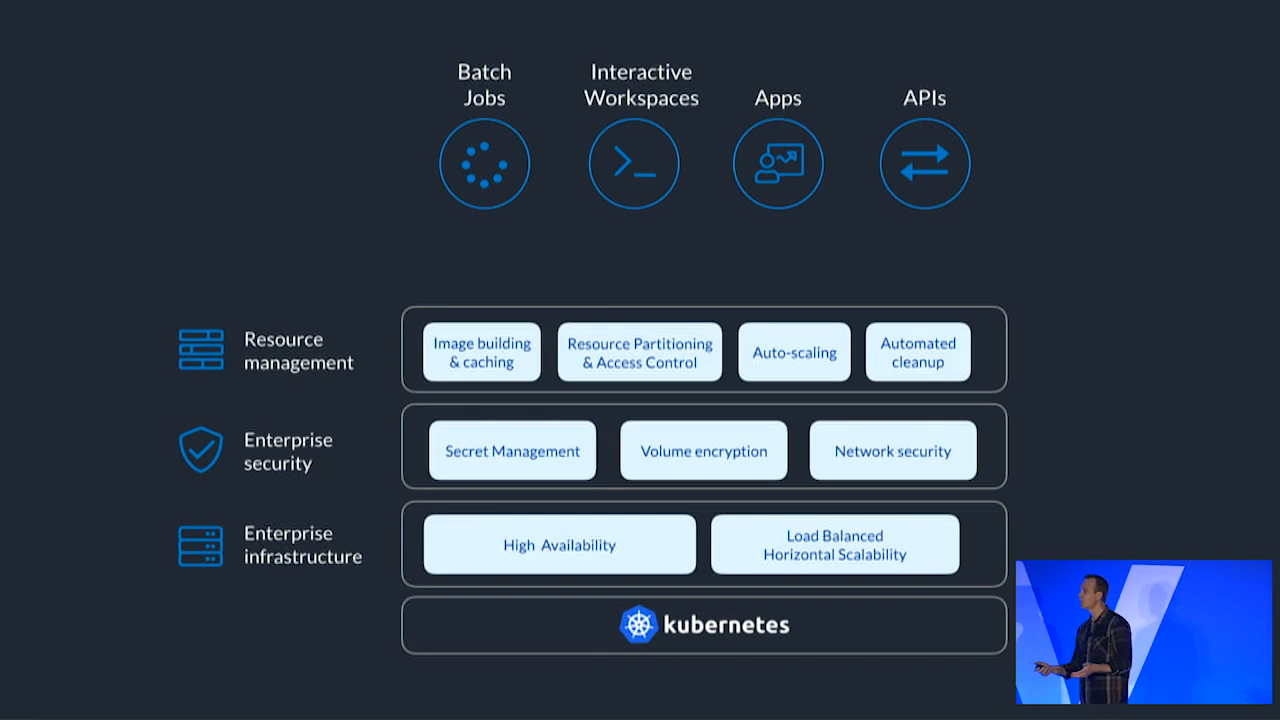 Batch
Jobs
Interactive
Workspaces
Apps
APIs
Resource
management
Image building
& caching
Resource Partitioning
& Access Control
Auto-scaling
Automated
cleanup
Enterprise
security
Secret Management
Volume encryption
Network security
Enterprise
infrastructure
High Availability
Load Balanced
Horizontal Scalability
kubernetes